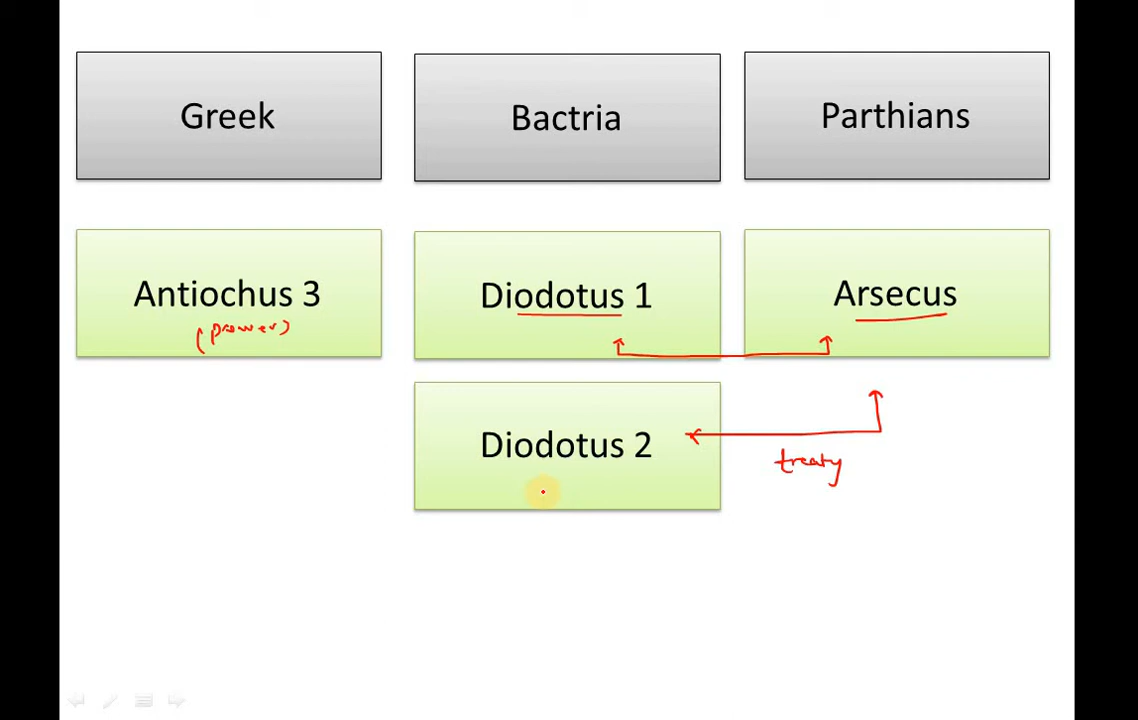 Greek
Bactria
Parthians
Antiochus 3
(power)
Diodotus 1
Arsecus
Diodotus 2
treaty